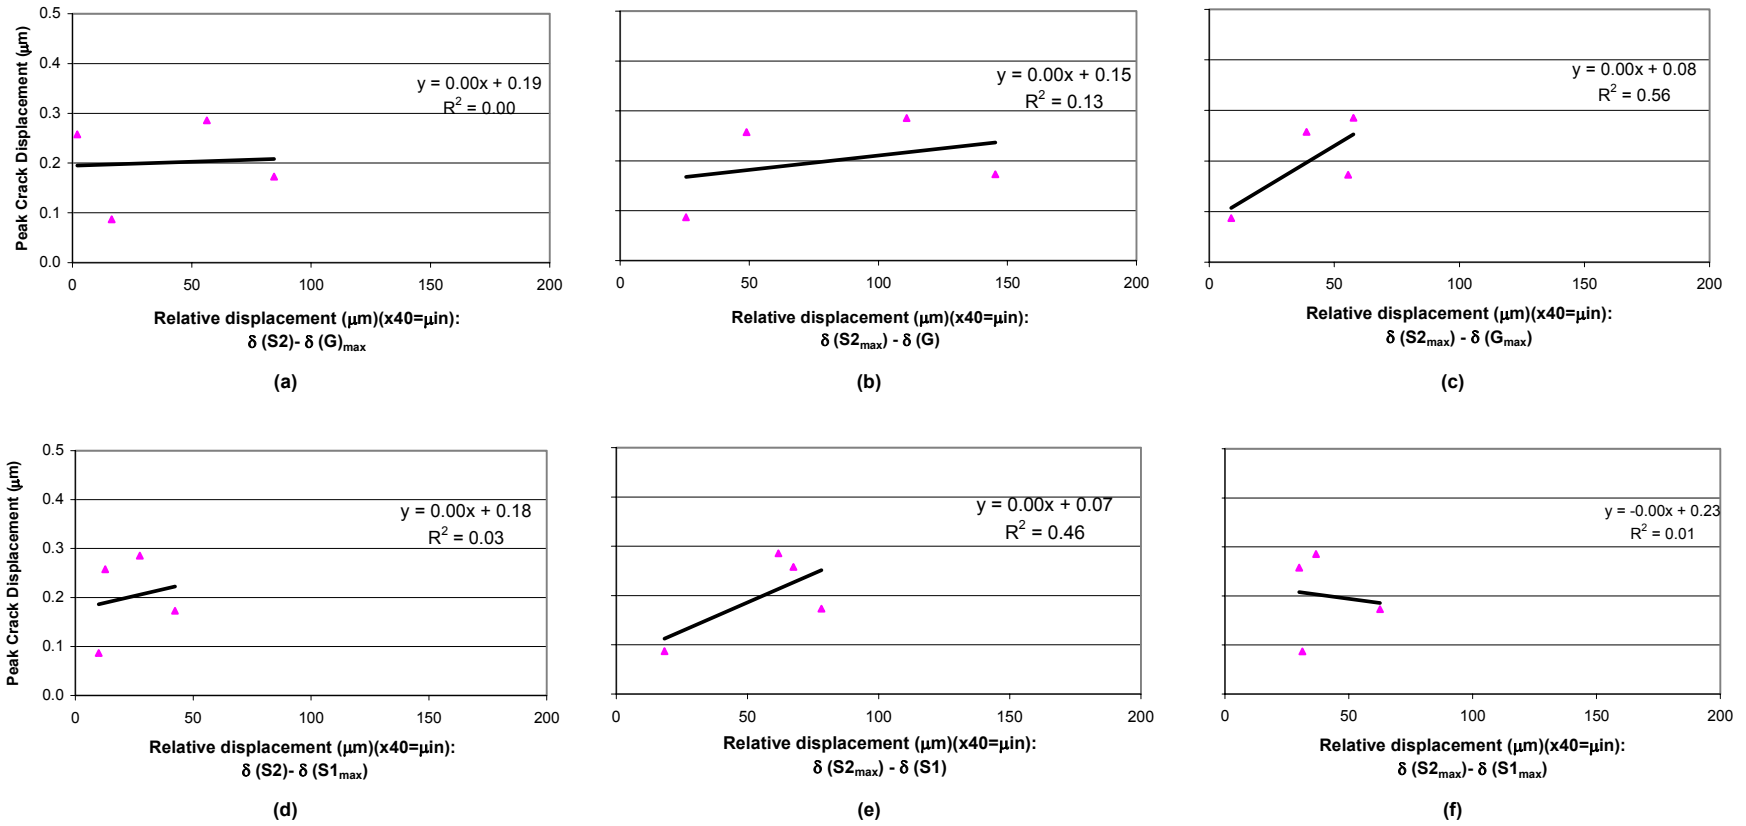 Peak Crack Displacement (μm)
0.5
0.4
0.3
0.2
0.1
0.0
y = 0.00x + 0.19
R² = 0.00
0 50 100 150 200
Relative displacement (μm)(x40=μin):
δ (S2)- δ (G)max
(a)
y = 0.00x + 0.15
R² = 0.13
0 50 100 150 200
Relative displacement (μm)(x40=μin):
δ (S2max) - δ (G)
(b)
y = 0.00x + 0.08
R² = 0.56
0 50 100 150 200
Relative displacement (μm)(x40=μin):
δ (S2max) - δ (Gmax)
(c)
Peak Crack Displacement (μm)
0.5
0.4
0.3
0.2
0.1
0.0
y = 0.00x + 0.18
R² = 0.03
0 50 100 150 200
Relative displacement (μm)(x40=μin):
δ (S2)- δ (S1max)
(d)
y = 0.00x + 0.07
R² = 0.46
0 50 100 150 200
Relative displacement (μm)(x40=μin):
δ (S2max) - δ (S1)
(e)
y = -0.00x + 0.23
R² = 0.01
0 50 100 150 200
Relative displacement (μm)(x40=μin):
δ (S2max)- δ (S1max)
(f)